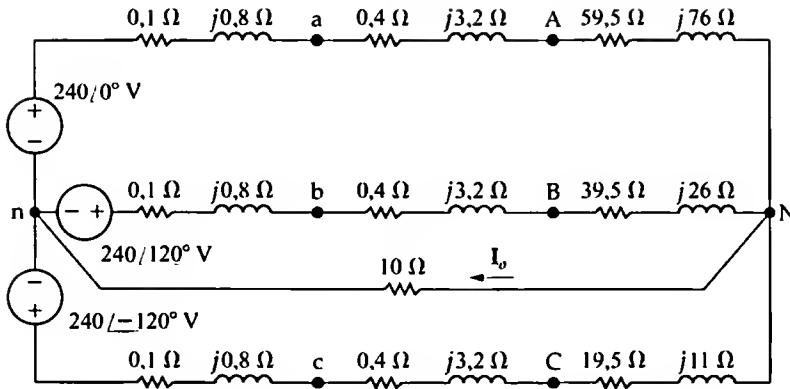 0,1 Ω j0,8 Ω a 0,4 Ω j3,2 Ω A 59,5 Ω j76 Ω
+ 240/0° V
−
0,1 Ω j0,8 Ω b 0,4 Ω j3,2 Ω B 39,5 Ω j26 Ω
n − + N
240/120° V
− 10 Ω I₀
+ 240/−120° V
0,1 Ω j0,8 Ω c 0,4 Ω j3,2 Ω C 19,5 Ω j11 Ω